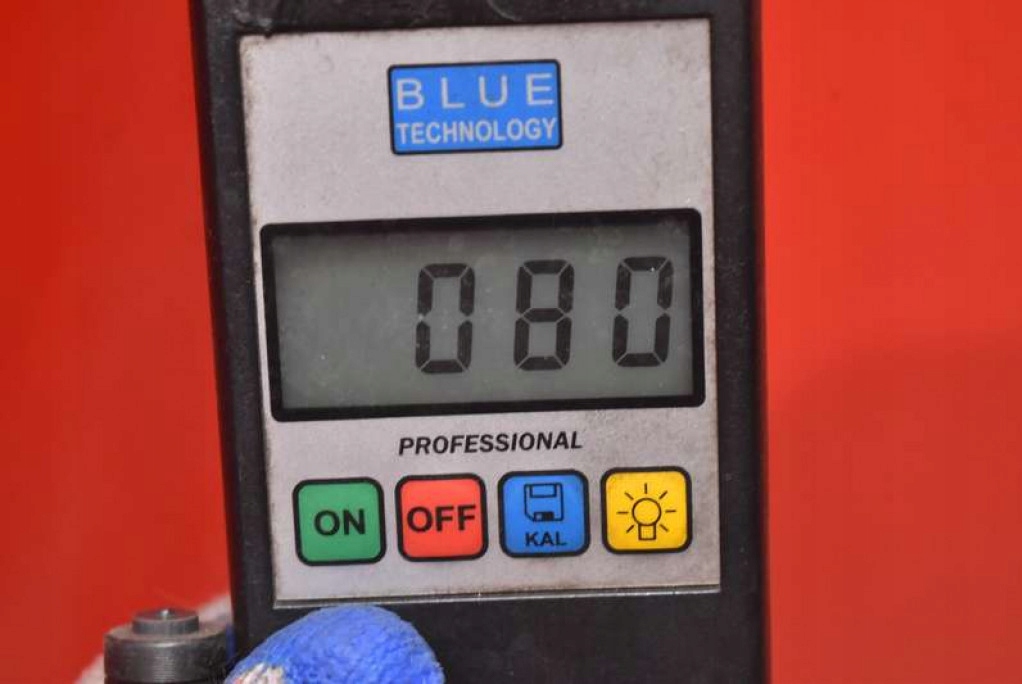 BLUE
TECHNOLOGY
080
PROFESSIONAL
ON OFF KAL